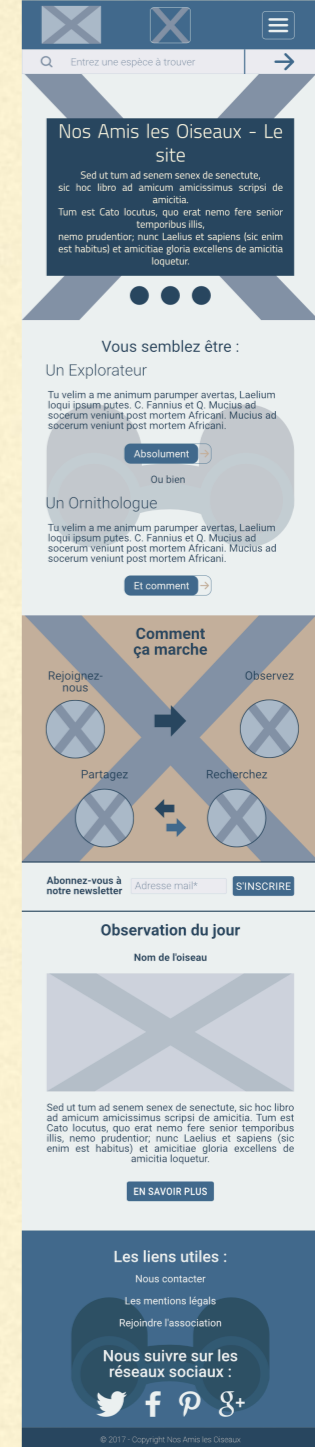 Entrez une espèce à trouver
Nos Amis les Oiseaux - Le
site
Sed ut tum ad senem senex de senectute,
sic hoc libro ad amicum amicissimus scripsi de
amicitia.
Tum est Cato locutus, quo erat nemo fere senior
temporibus illis,
nemo prudentior; nunc Laelius et sapiens (sic enim
est habitus) et amicitiae gloria excellens de amicitia
loquetur.
Vous semblez être :
Un Explorateur
Tu velim a me animum parumper avertas, Laelium
loqui ipsum putes. C. Fannius et Q. Mucius ad
socerum veniunt post mortem Africani. Mucius ad
socerum veniunt post mortem Africani.
Absolument
Ou bien
Un Ornithologue
Tu velim a me animum parumper avertas, Laelium
loqui ipsum putes. C. Fannius et Q. Mucius ad
socerum veniunt post mortem Africani. Mucius ad
socerum veniunt post mortem Africani.
Et comment
Comment
ça marche
Rejoignez-
nous
Observez
Partagez
Recherchez
Abonnez-vous à
notre newsletter
Adresse mail*
S'INSCRIRE
Observation du jour
Nom de l'oiseau
Sed ut tum ad senem senex de senectute, sic hoc libro
ad amicum amicissimus scripsi de amicitia. Tum est
Cato locutus, quo erat nemo fere senior temporibus
illis, nemo prudentior; nunc Laelius et sapiens (sic
enim est habitus) et amicitiae gloria excellens de
amicitia loquetur.
EN SAVOIR PLUS
Les liens utiles :
Nous contacter
Les mentions légals
Rejoindre l'association
Nous suivre sur les
réseaux sociaux :
© 2017 - Copyright Nos Amis les Oiseaux